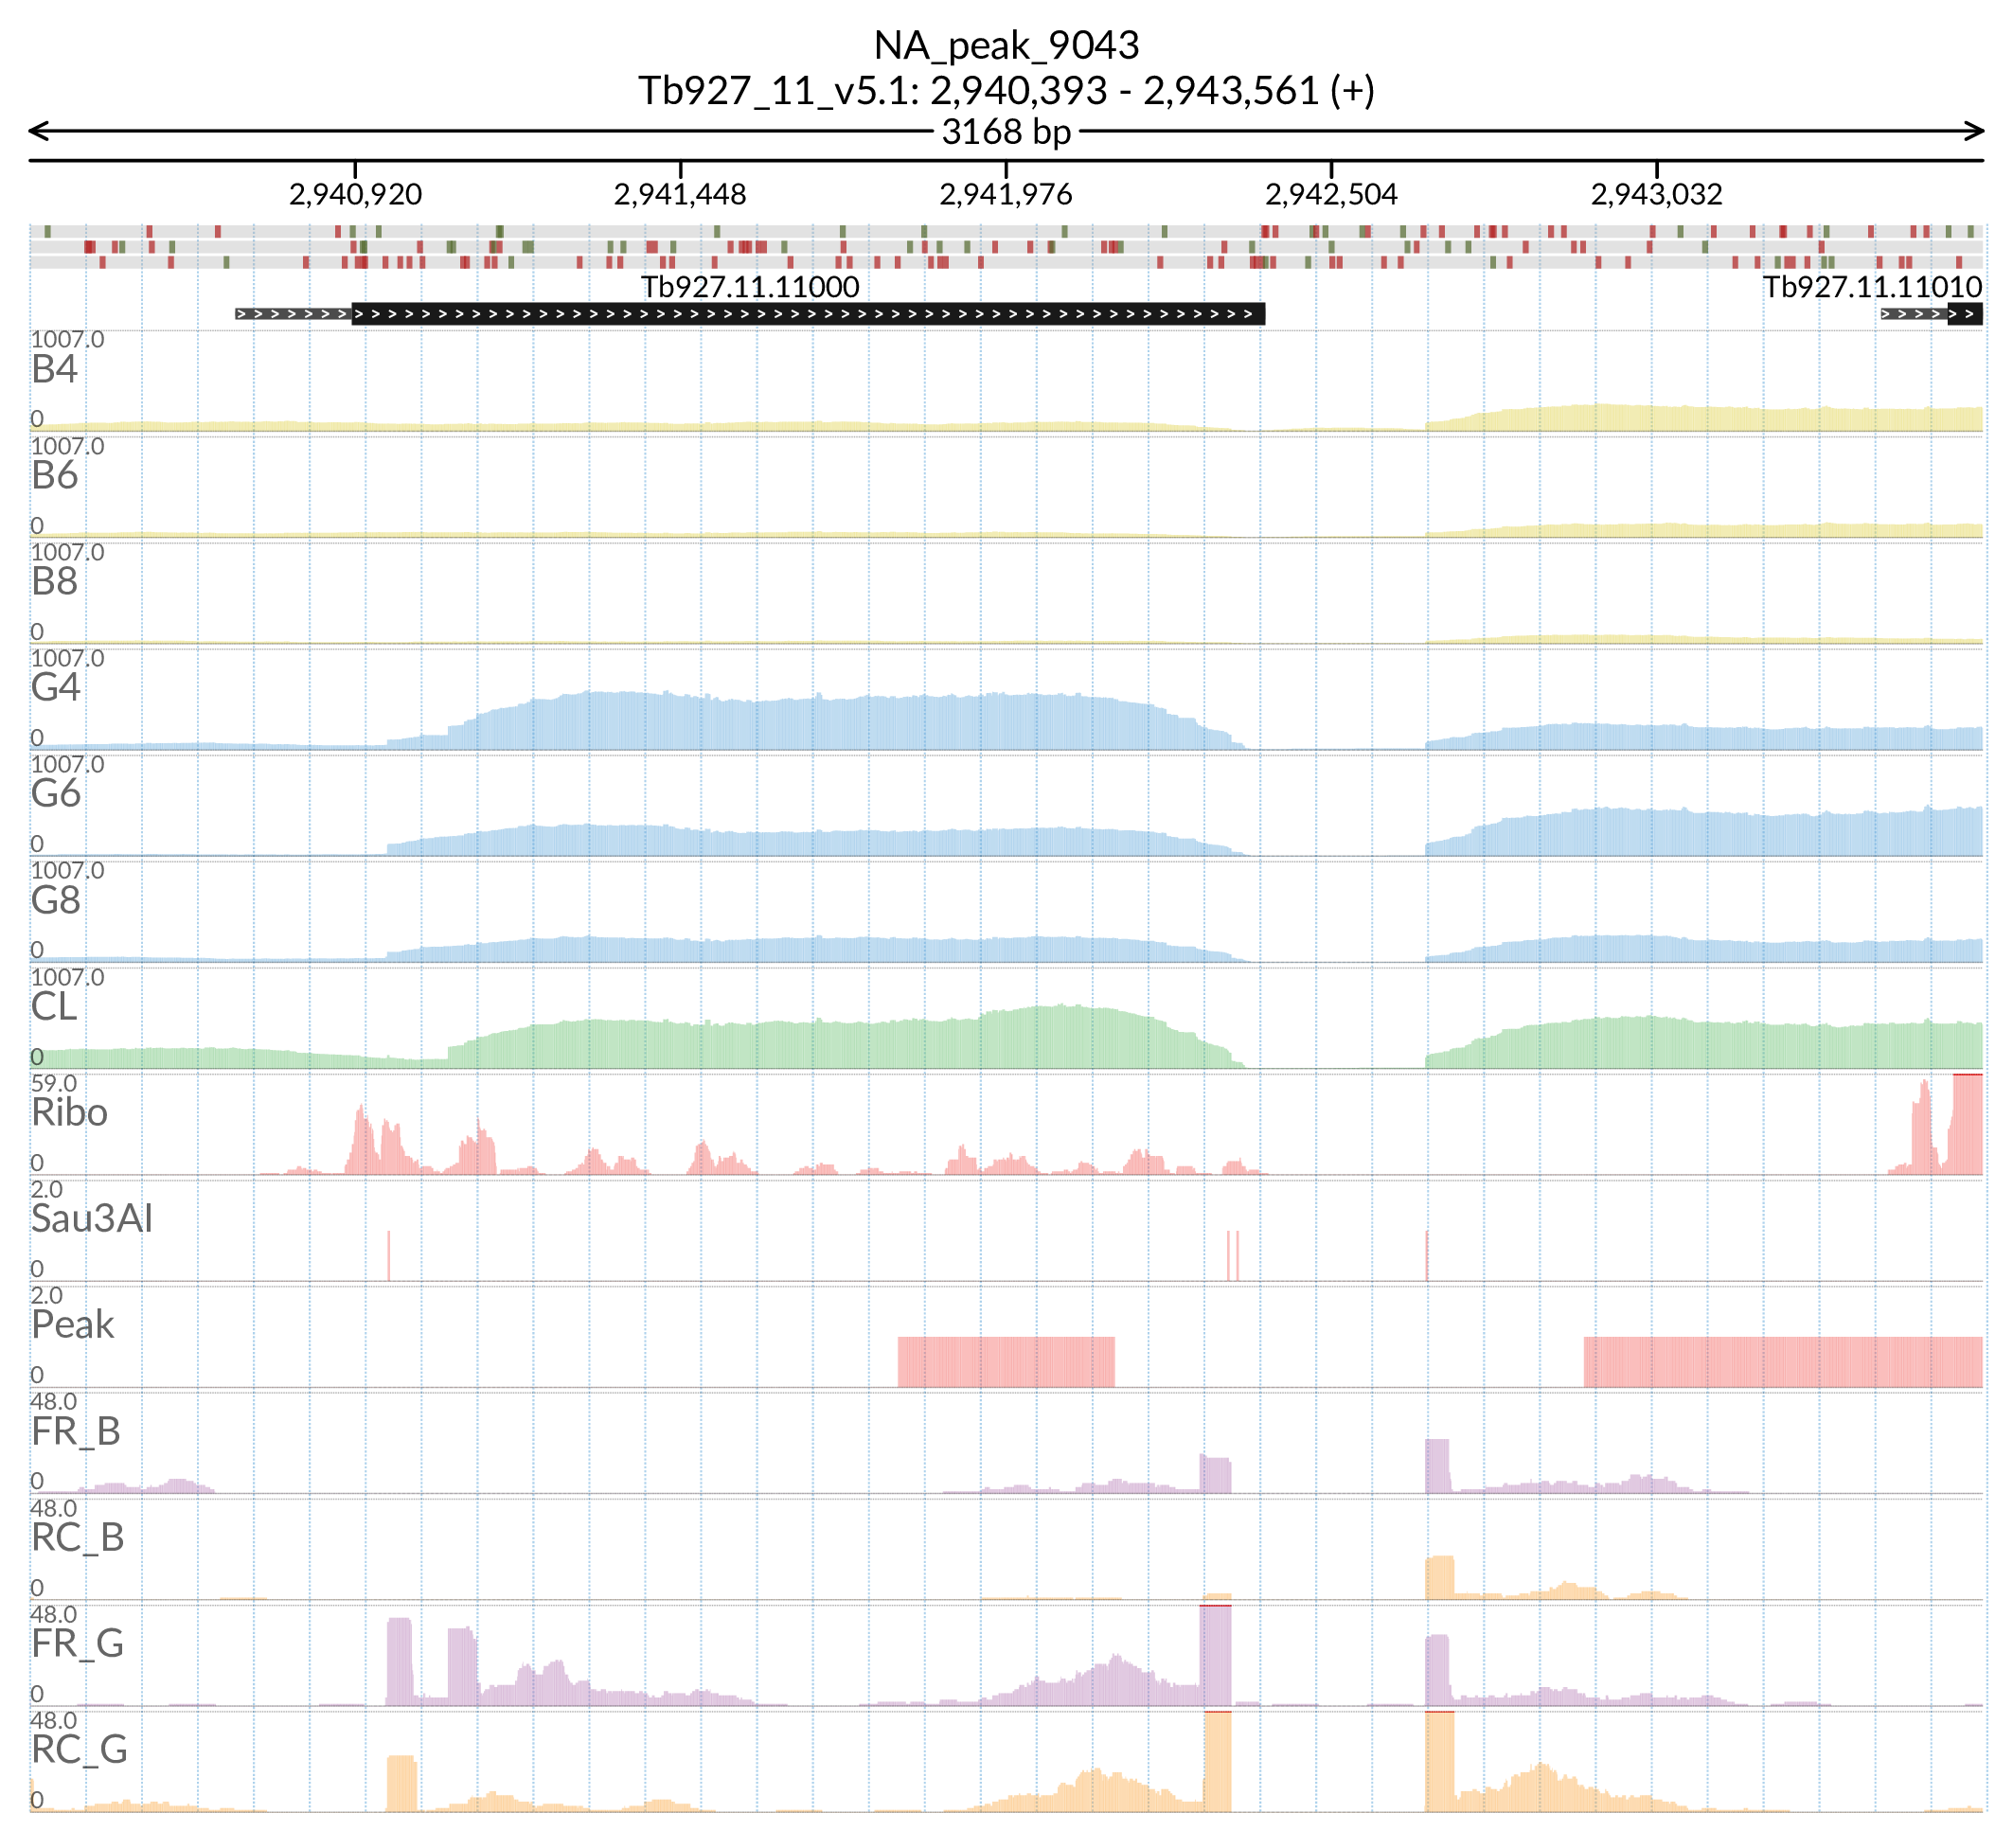 NA_peak_9043
Tb927_11_v5.1: 2,940,393 - 2,943,561 (+)
3168 bp
2,940,920 2,941,448 2,941,976 2,942,504 2,943,032
Tb927.11.11000 Tb927.11.11010
1007.0
B4
0
1007.0
B6
0
1007.0
B8
0
1007.0
G4
0
1007.0
G6
0
1007.0
G8
0
1007.0
CL
0
59.0
Ribo
0
2.0
Sau3AI
0
2.0
Peak
0
48.0
FR_B
0
48.0
RC_B
0
48.0
FR_G
0
48.0
RC_G
0